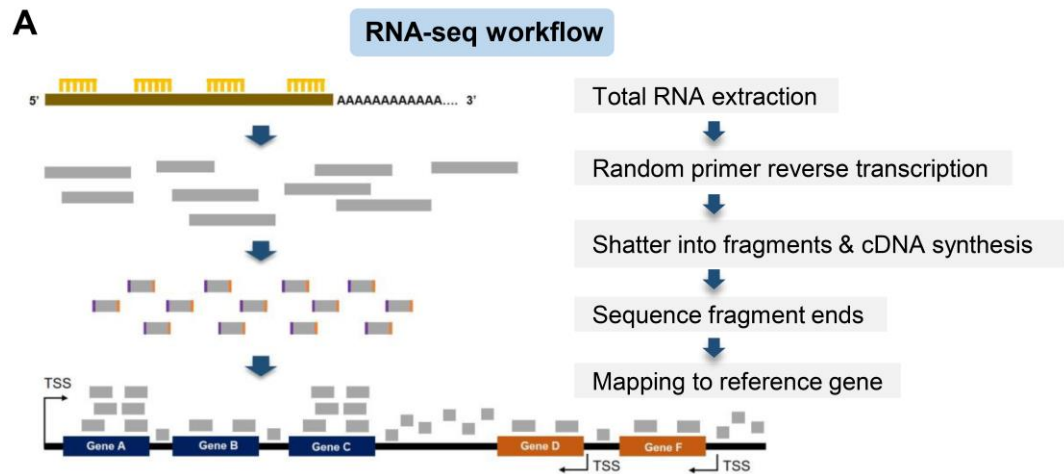 A
RNA-seq workflow
5' AAAAAAAAAAAA.... 3'
Total RNA extraction
Random primer reverse transcription
Shatter into fragments & cDNA synthesis
Sequence fragment ends
Mapping to reference gene
TSS
Gene A Gene B Gene C Gene D Gene F
TSS TSS